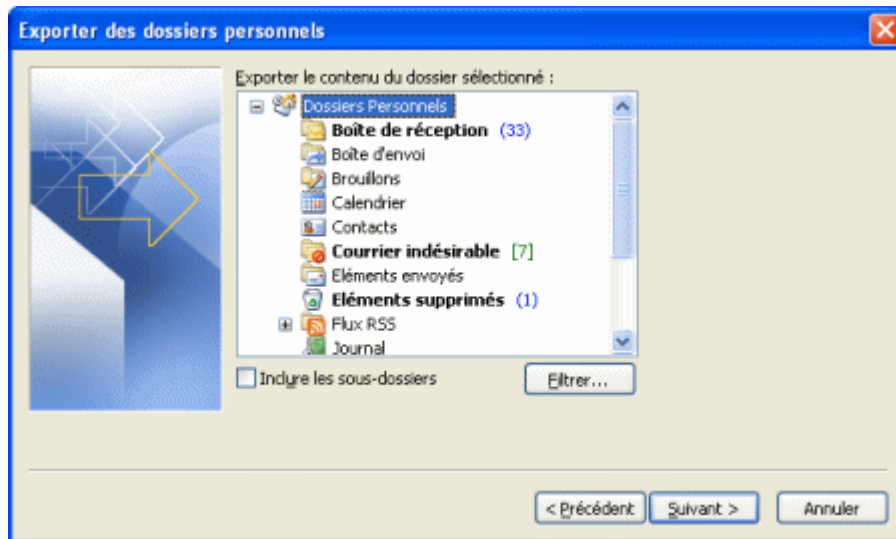 Exporter des dossiers personnels
Exporter le contenu du dossier sélectionné :
Dossiers Personnels
Boîte de réception (33)
Boîte d'envoi
Brouillons
Calendrier
Contacts
Courrier indésirable [7]
Eléments envoyés
Eléments supprimés (1)
Flux RSS
Journal
Inclure les sous-dossiers
Filtrer...
< Précédent
Suivant >
Annuler